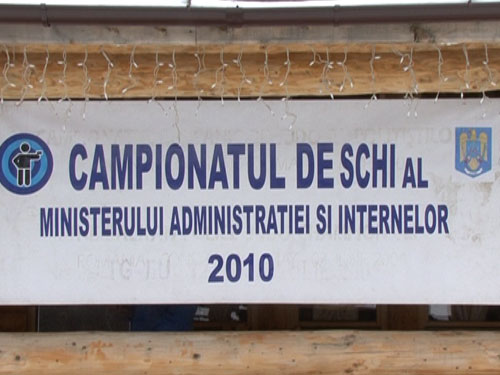 CAMPIONATUL DE SCHI AL
MINISTERULUI ADMINISTRATIEI SI INTERNELOR
2010